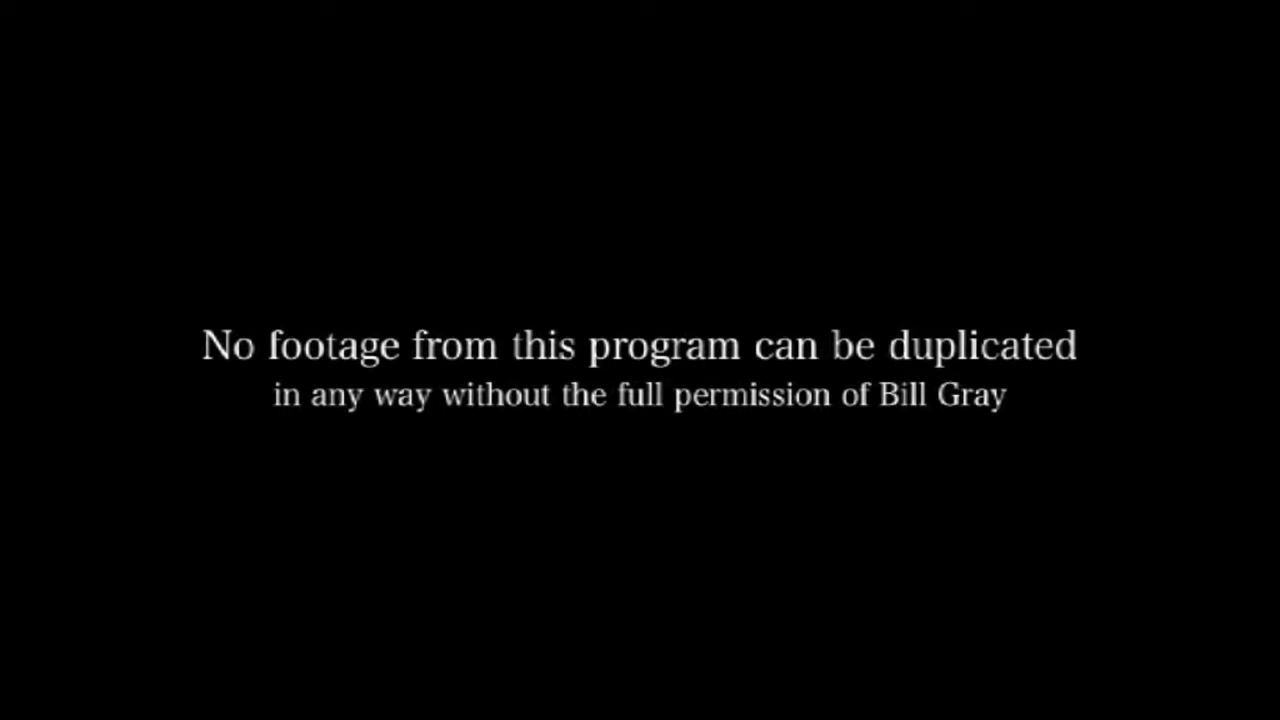 No footage from this program can be duplicated
in any way without the full permission of Bill Gray